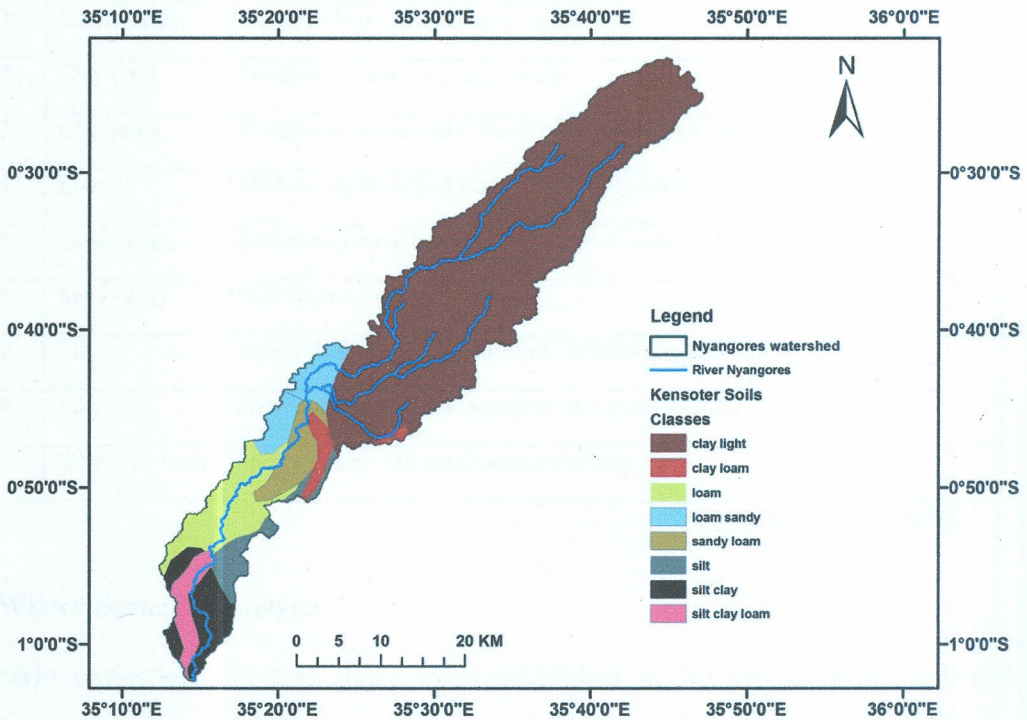 35°10'0"E 35°20'0"E 35°30'0"E 35°40'0"E 35°50'0"E 36°0'0"E
N
0°30'0"S 0°30'0"S
0°40'0"S 0°40'0"S
Legend
Nyangores watershed
River Nyangores
Kensoter Soils
Classes
clay light
clay loam
0°50'0"S 0°50'0"S
loam
loam sandy
sandy loam
silt
silt clay
silt clay loam
1°0'0"S 1°0'0"S
0 5 10 20 KM
35°10'0"E 35°20'0"E 35°30'0"E 35°40'0"E 35°50'0"E 36°0'0"E